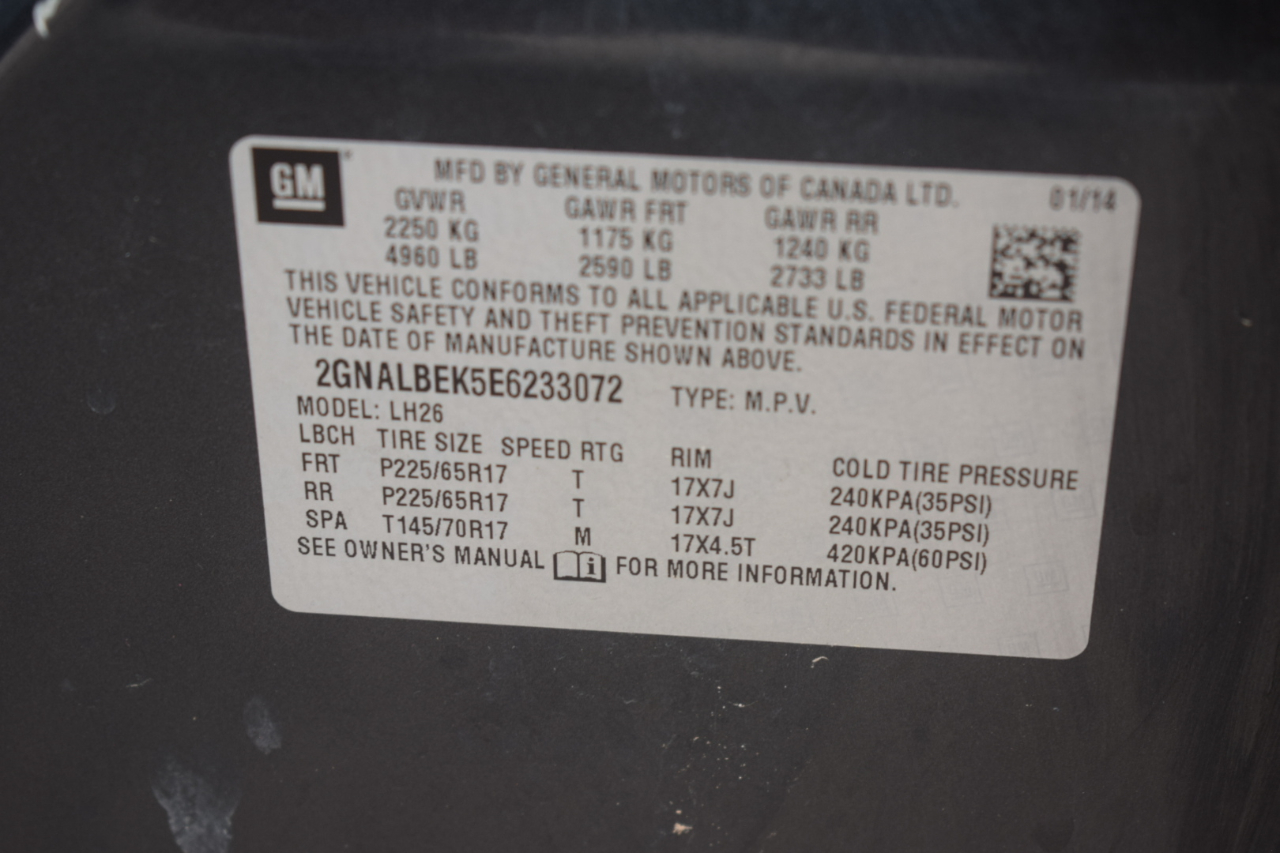 GM
MFD BY GENERAL MOTORS OF CANADA LTD. 01/14
GVWR GAWR FRT GAWR RR
2250 KG 1175 KG 1240 KG
4960 LB 2590 LB 2733 LB
THIS VEHICLE CONFORMS TO ALL APPLICABLE U.S. FEDERAL MOTOR
VEHICLE SAFETY AND THEFT PREVENTION STANDARDS IN EFFECT ON
THE DATE OF MANUFACTURE SHOWN ABOVE.
2GNALBEK5E6233072 TYPE: M.P.V.
MODEL: LH26
LBCH TIRE SIZE SPEED RTG RIM COLD TIRE PRESSURE
FRT P225/65R17 T 17X7J 240KPA(35PSI)
RR P225/65R17 T 17X7J 240KPA(35PSI)
SPA T145/70R17 M 17X4.5T 420KPA(60PSI)
SEE OWNER'S MANUAL i FOR MORE INFORMATION.